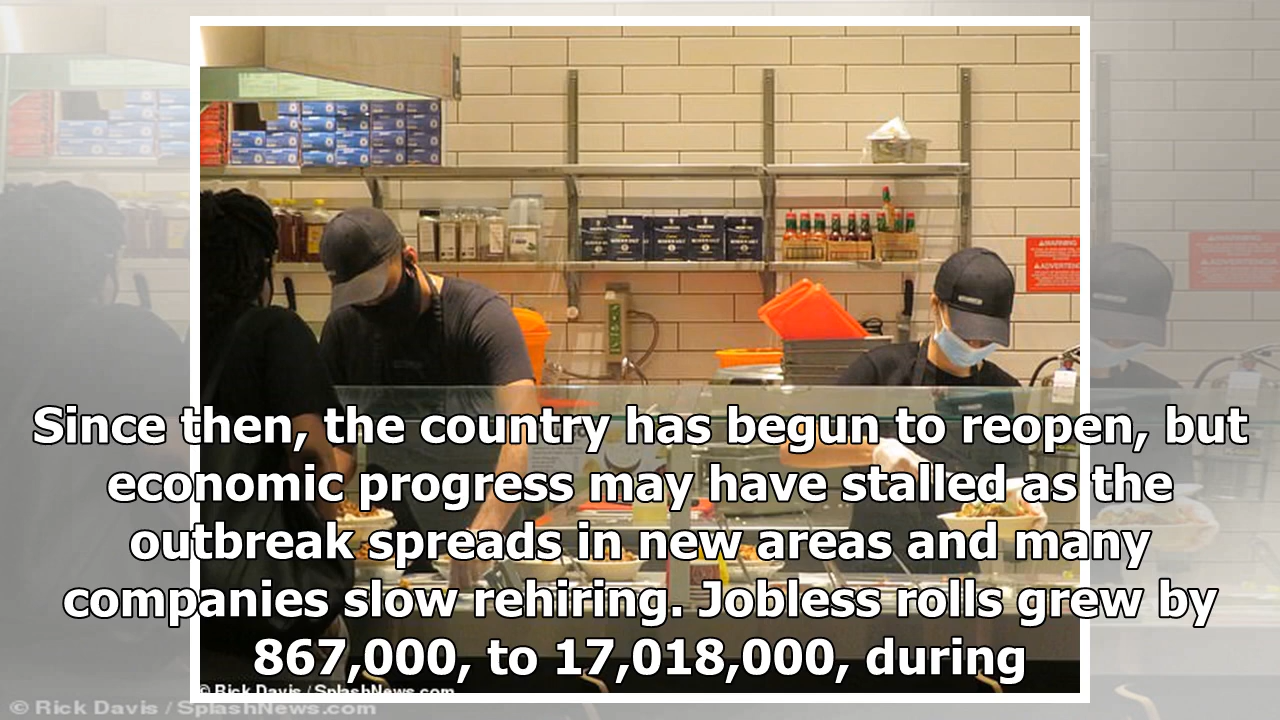 WARNING
Since then, the country has begun to reopen, but
economic progress may have stalled as the
outbreak spreads in new areas and many
companies slow rehiring. Jobless rolls grew by
867,000, to 17,018,000, during
© Rick Davis / SplashNews.com
© Rick Davis / SplashNews.com